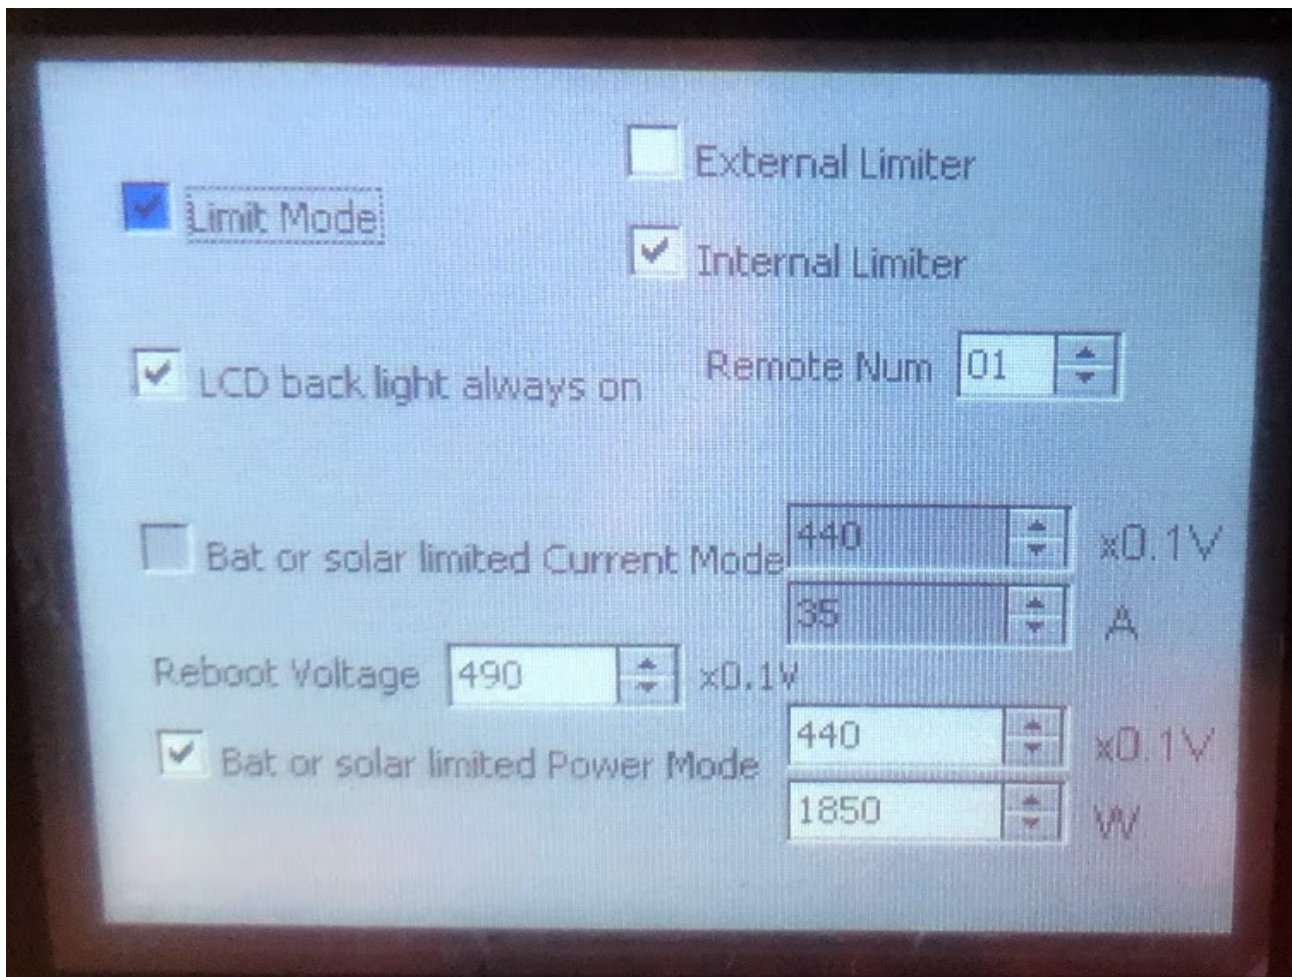 External Limiter
Limit Mode
Internal Limiter
LCD back light always on Remote Num 01
Bat or solar limited Current Mode 440 x0.1V
35 A
Reboot Voltage 490 x0.1V
Bat or solar limited Power Mode 440 x0.1V
1850 W